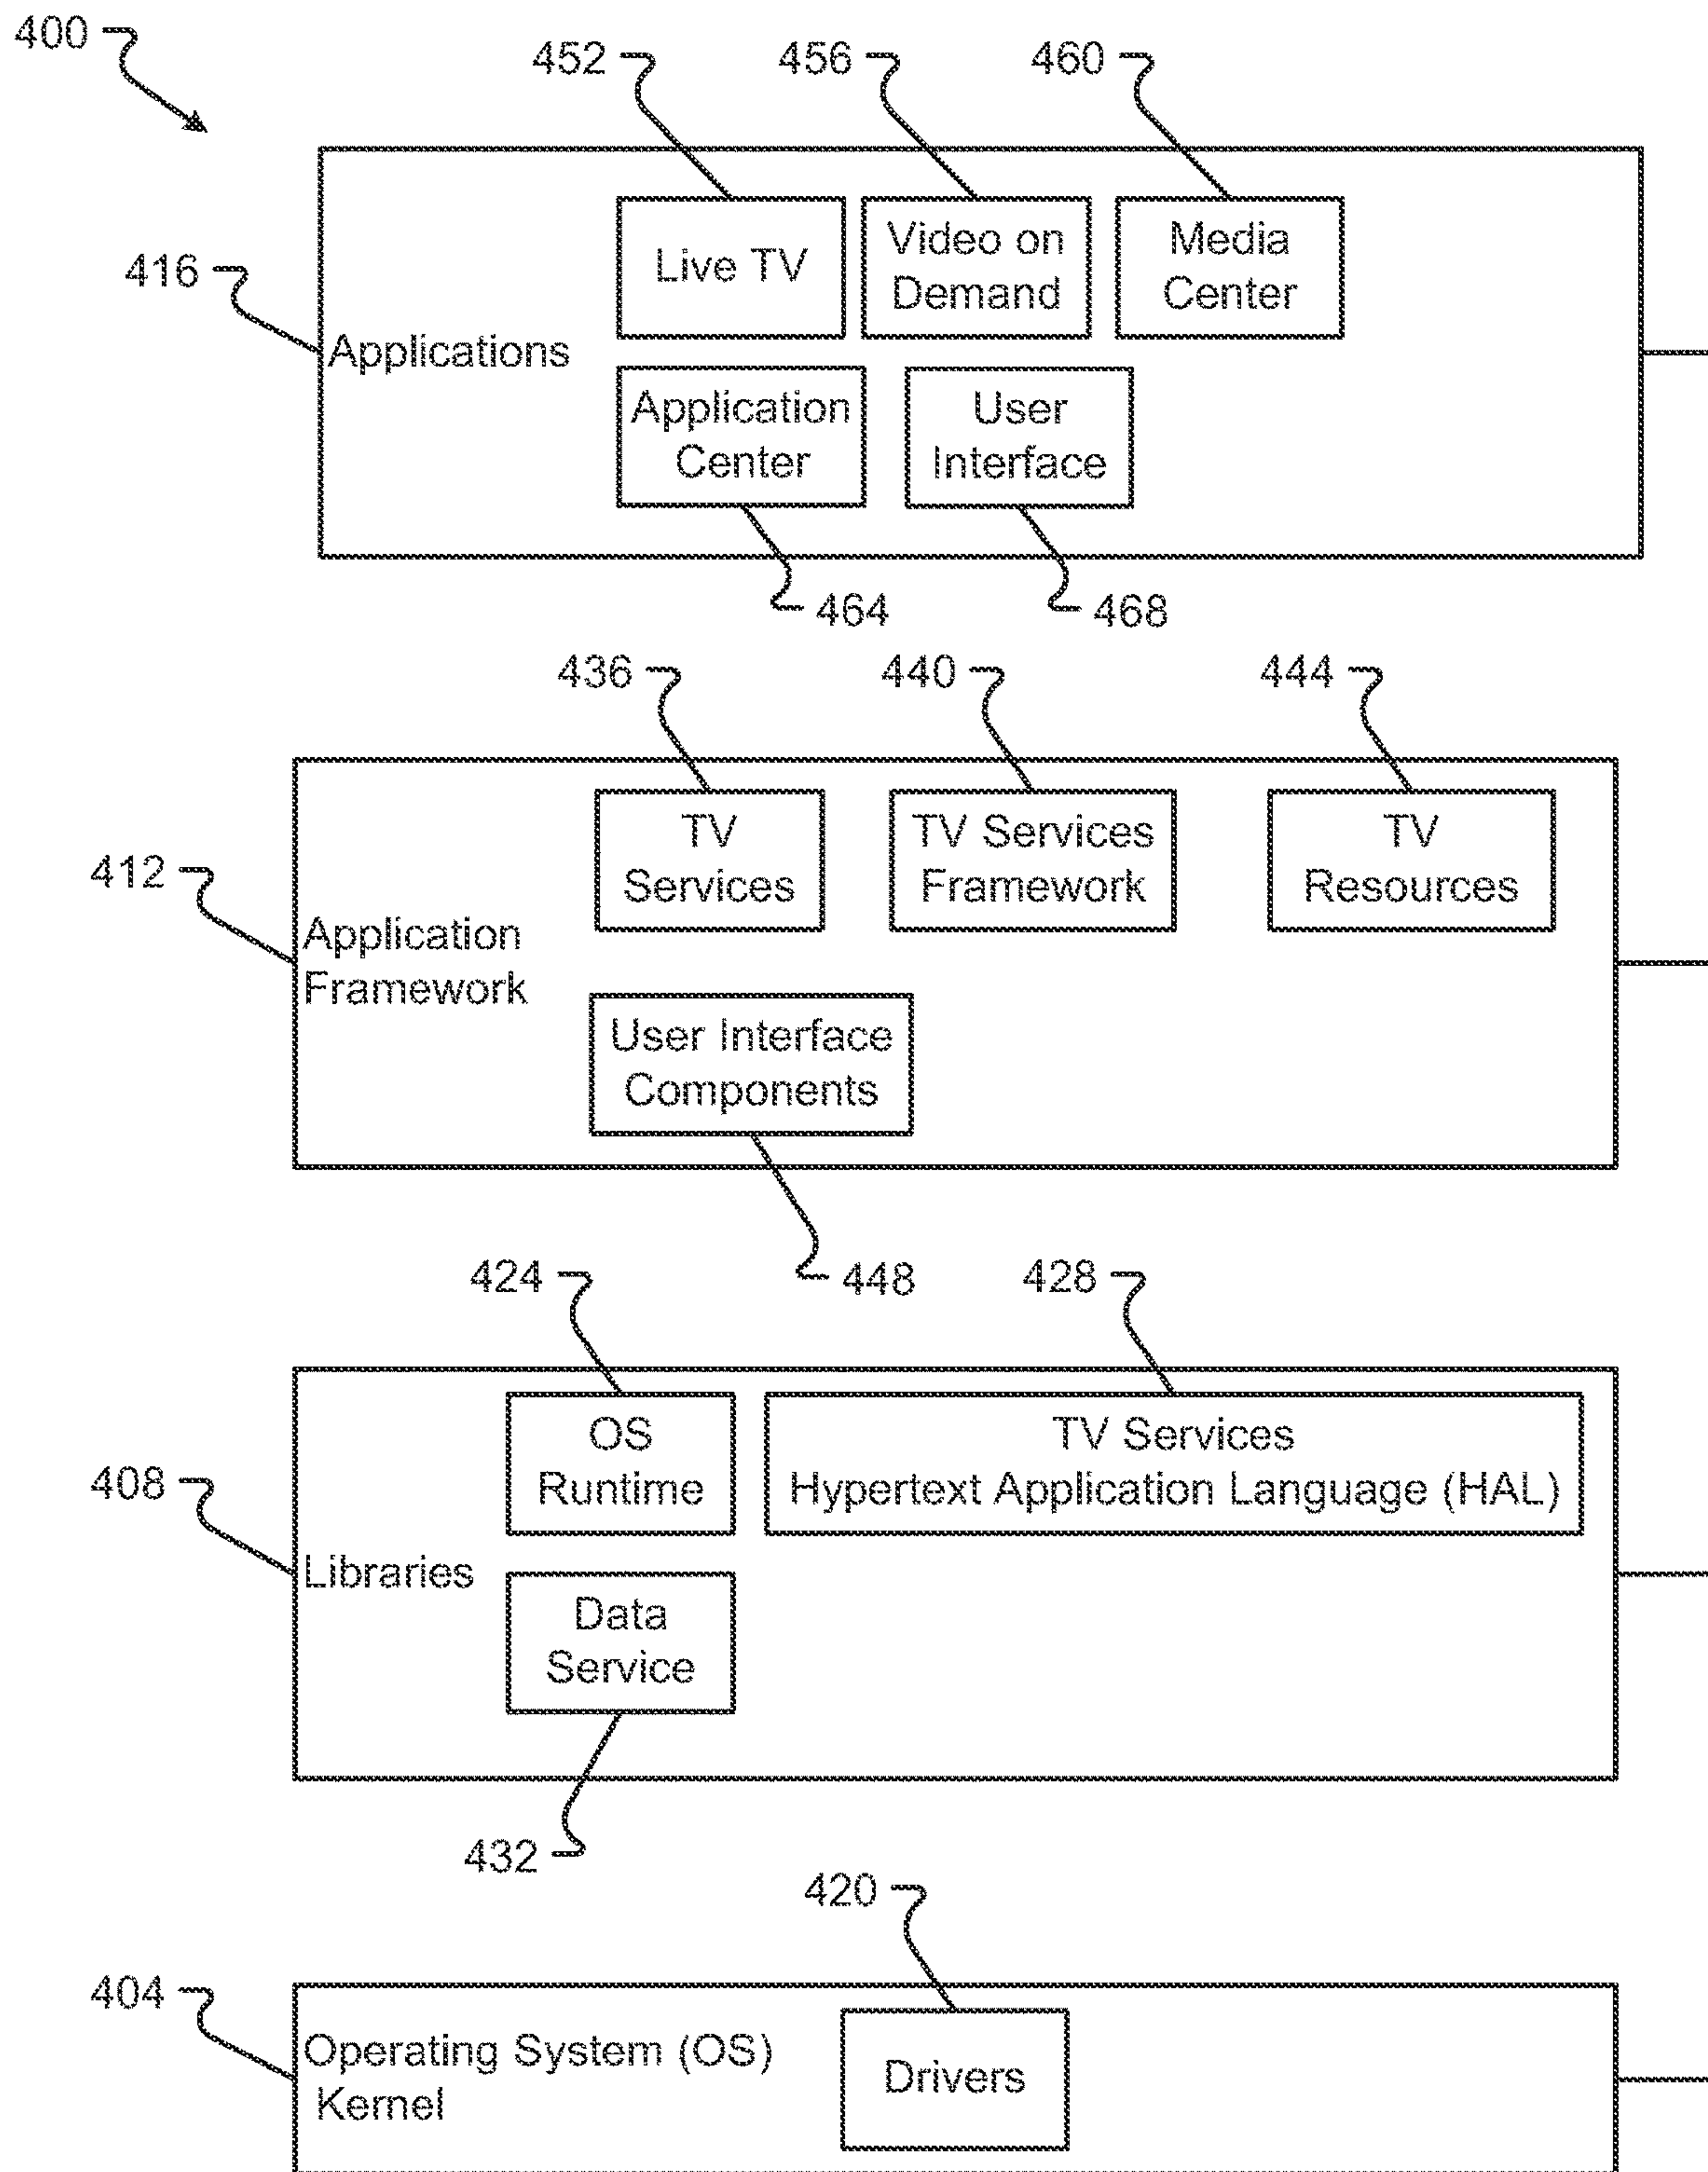 400
452
456
460
416
Applications
Live TV
Video on
Demand
Media
Center
Application
Center
User
Interface
464
468
436
440
444
412
Application
Framework
TV
Services
TV Services
Framework
TV
Resources
User Interface
Components
448
424
428
408
Libraries
OS
Runtime
TV Services
Hypertext Application Language (HAL)
Data
Service
432
420
404
Operating System (OS)
Kernel
Drivers